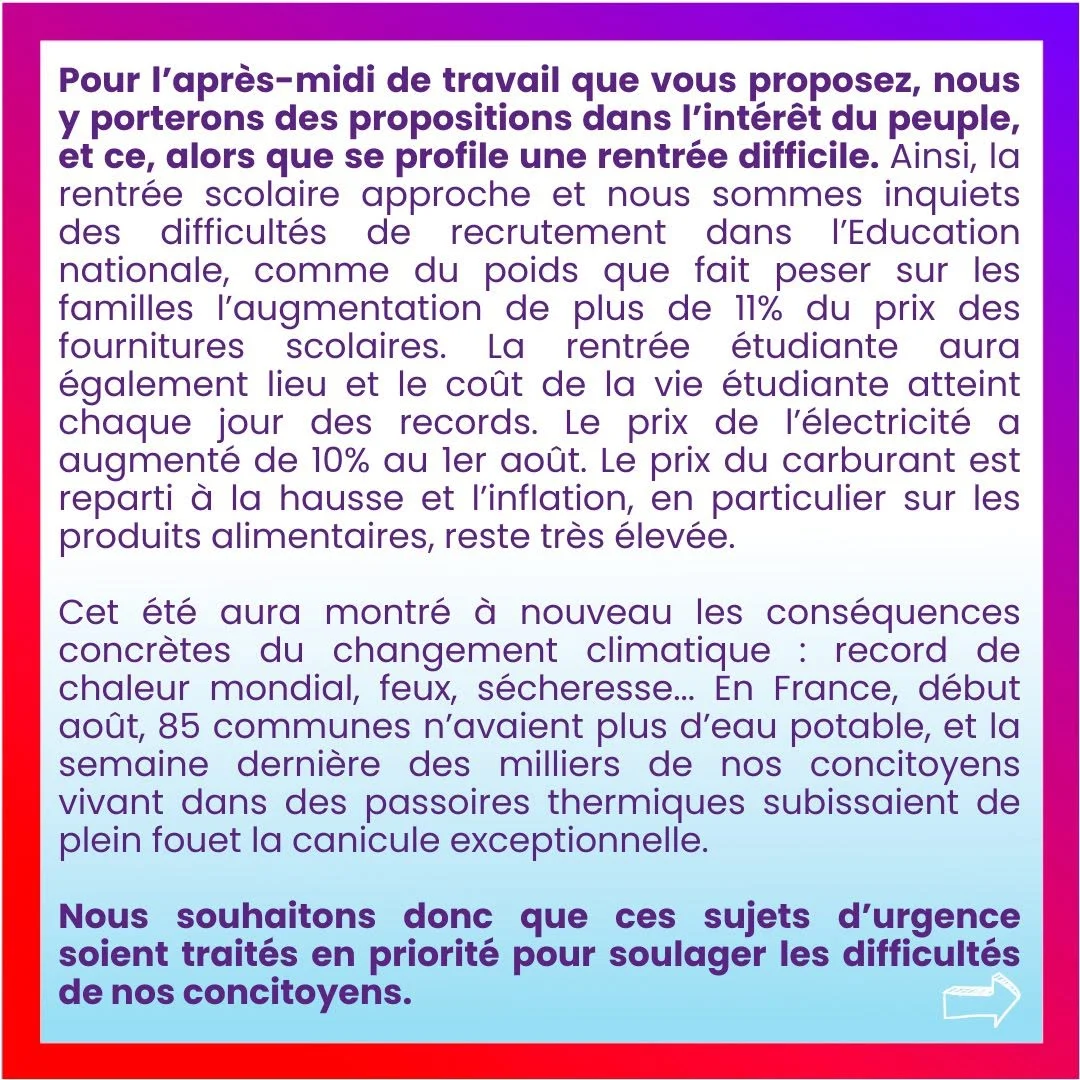 Pour l’après-midi de travail que vous proposez, nous
y porterons des propositions dans l’intérêt du peuple,
et ce, alors que se profile une rentrée difficile. Ainsi, la
rentrée scolaire approche et nous sommes inquiets
des difficultés de recrutement dans l’Education
nationale, comme du poids que fait peser sur les
familles l’augmentation de plus de 11% du prix des
fournitures scolaires. La rentrée étudiante aura
également lieu et le coût de la vie étudiante atteint
chaque jour des records. Le prix de l’électricité a
augmenté de 10% au 1er août. Le prix du carburant est
reparti à la hausse et l’inflation, en particulier sur les
produits alimentaires, reste très élevée.
Cet été aura montré à nouveau les conséquences
concrètes du changement climatique : record de
chaleur mondial, feux, sécheresse... En France, début
août, 85 communes n’avaient plus d’eau potable, et la
semaine dernière des milliers de nos concitoyens
vivant dans des passoires thermiques subissaient de
plein fouet la canicule exceptionnelle.
Nous souhaitons donc que ces sujets d’urgence
soient traités en priorité pour soulager les difficultés
de nos concitoyens.